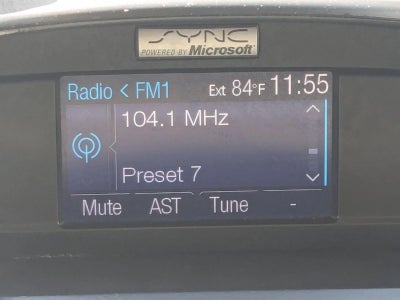 SYNC
POWERED BY Microsoft
Radio < FM1 Ext 84°F 11:55
104.1 MHz
Preset 7
Mute AST Tune -